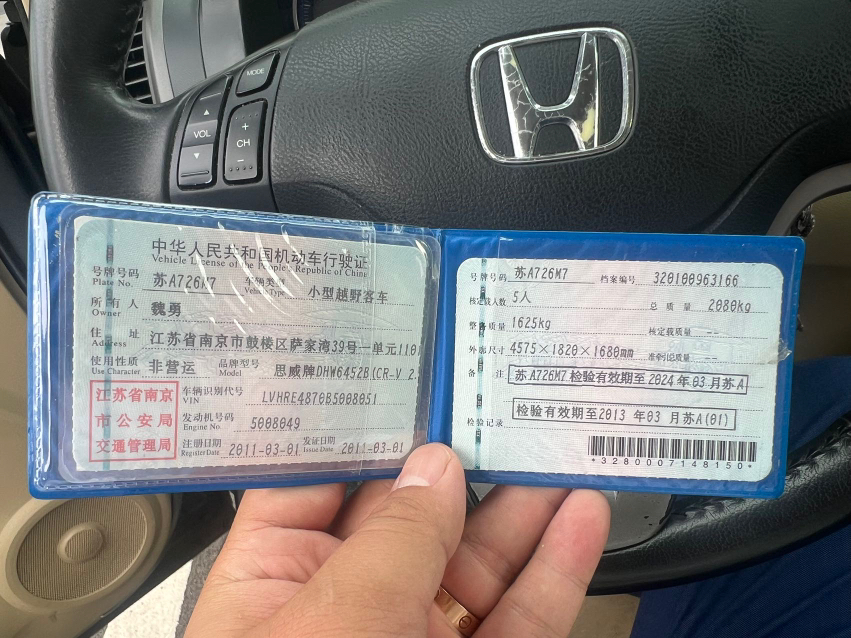 MODE
VOL
+
CH
-
中华人民共和国机动车行驶证
Vehicle License of the People's Republic of China
号牌号码 苏A726M7 车辆类型 小型越野客车
Plate No. Vehicle Type
所有人 魏勇
Owner
住址 江苏省南京市鼓楼区萨家湾39号一单元110
Address
使用性质 非营运 品牌型号 思威牌DHW6452B(CR-V 2.
Use Character Model
江苏省南京
市公安局
交通管理局
车辆识别代号 LVHRE4870B5008051
VIN
发动机号码 5008049
Engine No.
注册日期 2011-03-01 发证日期 2011-03-01
Register Date Issue Date
号牌号码 苏A726M7 档案编号 320100963166
核定载人数 5人 总质量 2080kg
整备质量 1625kg 核定载质量 --
外廓尺寸 4575×1820×1680mm 准牵引总质量 --
备注 苏A726M7 检验有效期至2024年03月苏A
检验有效期至2013年03月苏A(01)
检验记录
*3280007148150*